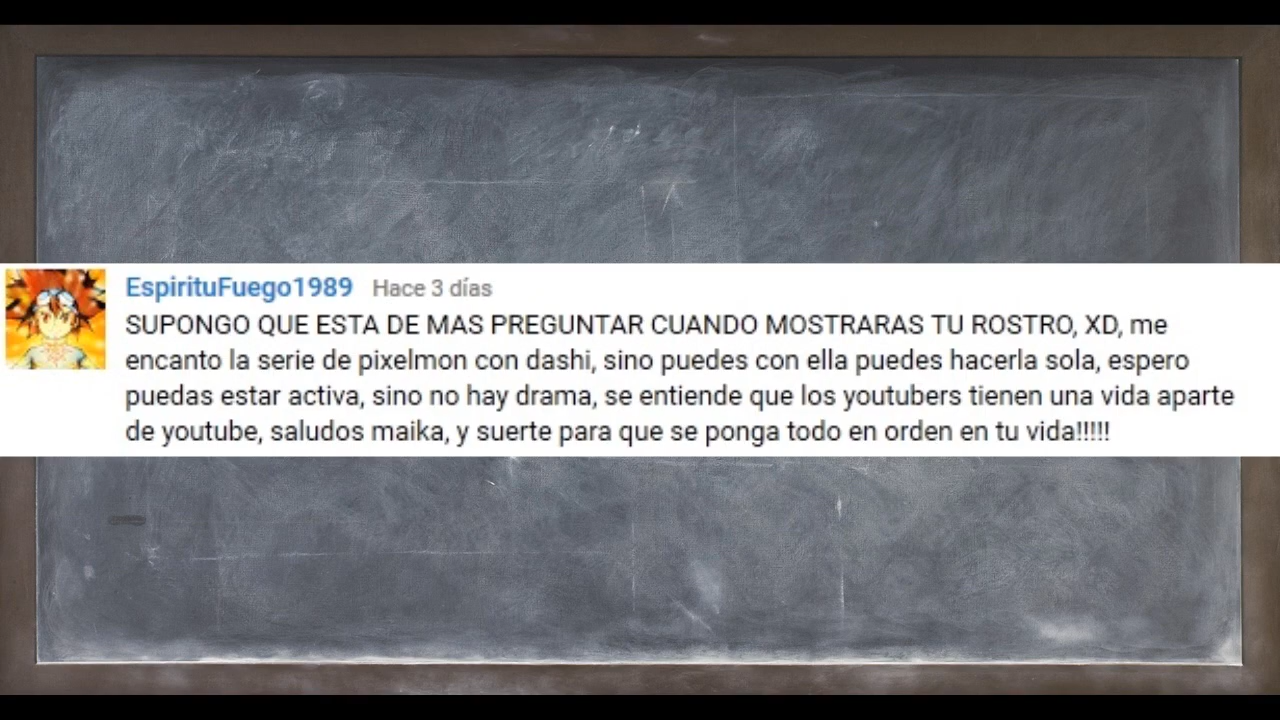 EspirituFuego1989 Hace 3 días
SUPONGO QUE ESTA DE MAS PREGUNTAR CUANDO MOSTRARAS TU ROSTRO, XD, me
encanto la serie de pixelmon con dashi, sino puedes con ella puedes hacerla sola, espero
puedas estar activa, sino no hay drama, se entiende que los youtubers tienen una vida aparte
de youtube, saludos maika, y suerte para que se ponga todo en orden en tu vida!!!!!